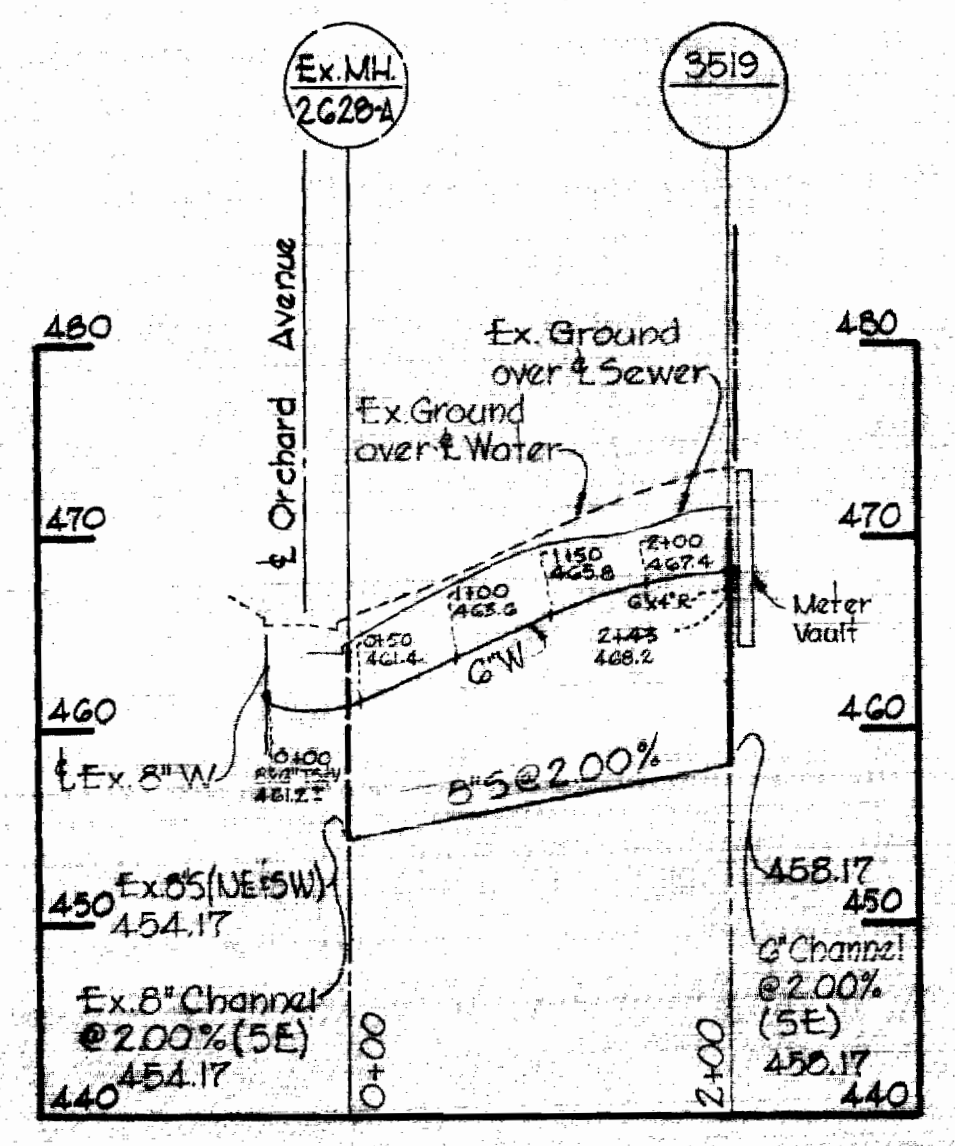 Ex.MH.
2628-A
3519
℄ Orchard Avenue
480
480
Ex. Ground
over ℄ Sewer
Ex. Ground
over ℄ Water
470
470
0+50
461.4
1+00
463.6
1+50
465.8
2+00
467.4
6"x4"R
2+43
468.2
6"W
Meter
Vault
460
460
℄ Ex. 8" W
0+00
461.2±
8"S @ 2.00%
Ex.8"S(NE&SW)
454.17
450
458.17
450
Ex.8" Channel
@ 2.00% (SE)
454.17
6" Channel
@ 2.00%
(SE)
458.17
0+00
2+00
440
440